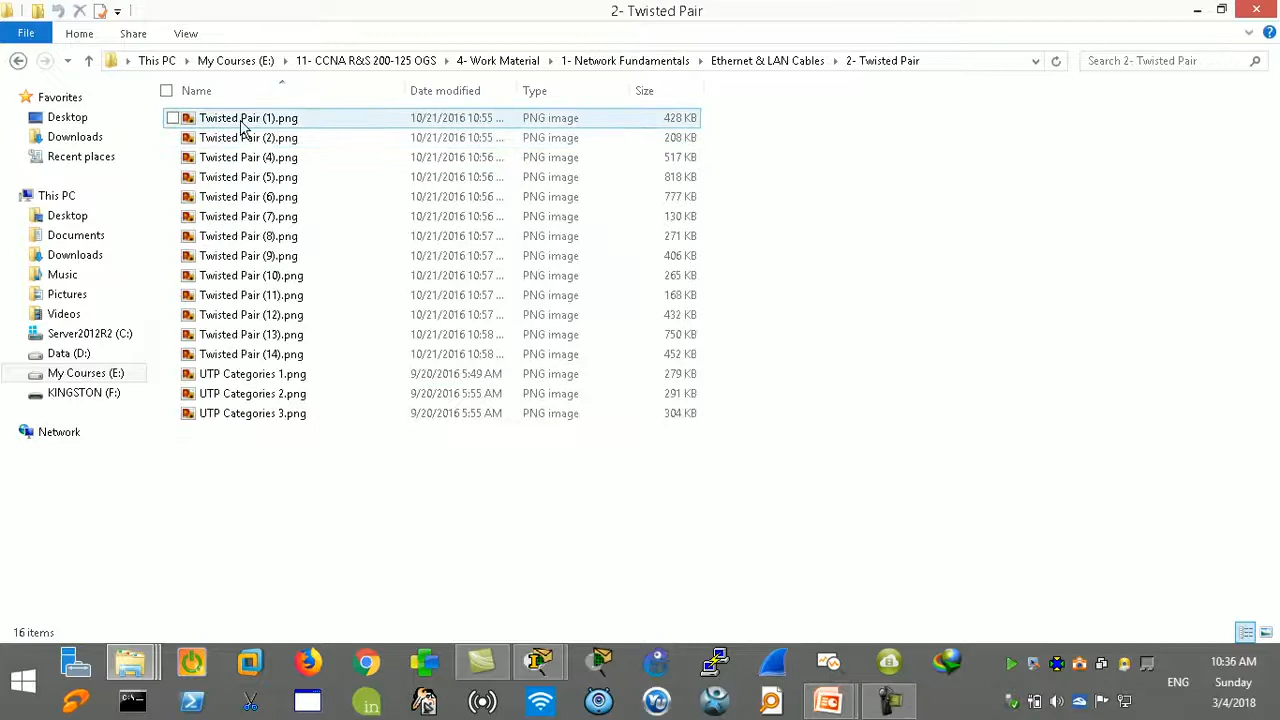 2- Twisted Pair
File Home Share View
This PC My Courses (E:) 11- CCNA R&S 200-125 OGS 4- Work Material 1- Network Fundamentals Ethernet & LAN Cables 2- Twisted Pair Search 2- Twisted Pair
Name Date modified Type Size
Favorites
Desktop
Downloads
Recent places
This PC
Desktop
Documents
Downloads
Music
Pictures
Videos
Server2012R2 (C:)
Data (D:)
My Courses (E:)
KINGSTON (F:)
Network
Twisted Pair (1).png 10/21/2016 10:55 ... PNG image 428 KB
Twisted Pair (2).png 10/21/2016 10:55 ... PNG image 208 KB
Twisted Pair (4).png 10/21/2016 10:56 ... PNG image 517 KB
Twisted Pair (5).png 10/21/2016 10:56 ... PNG image 818 KB
Twisted Pair (6).png 10/21/2016 10:56 ... PNG image 777 KB
Twisted Pair (7).png 10/21/2016 10:56 ... PNG image 130 KB
Twisted Pair (8).png 10/21/2016 10:57 ... PNG image 271 KB
Twisted Pair (9).png 10/21/2016 10:57 ... PNG image 406 KB
Twisted Pair (10).png 10/21/2016 10:57 ... PNG image 265 KB
Twisted Pair (11).png 10/21/2016 10:57 ... PNG image 168 KB
Twisted Pair (12).png 10/21/2016 10:57 ... PNG image 432 KB
Twisted Pair (13).png 10/21/2016 10:58 ... PNG image 750 KB
Twisted Pair (14).png 10/21/2016 10:58 ... PNG image 452 KB
UTP Categories 1.png 9/20/2016 5:49 AM PNG image 279 KB
UTP Categories 2.png 9/20/2016 5:55 AM PNG image 291 KB
UTP Categories 3.png 9/20/2016 5:55 AM PNG image 304 KB
16 items
10:36 AM
ENG Sunday
3/4/2018